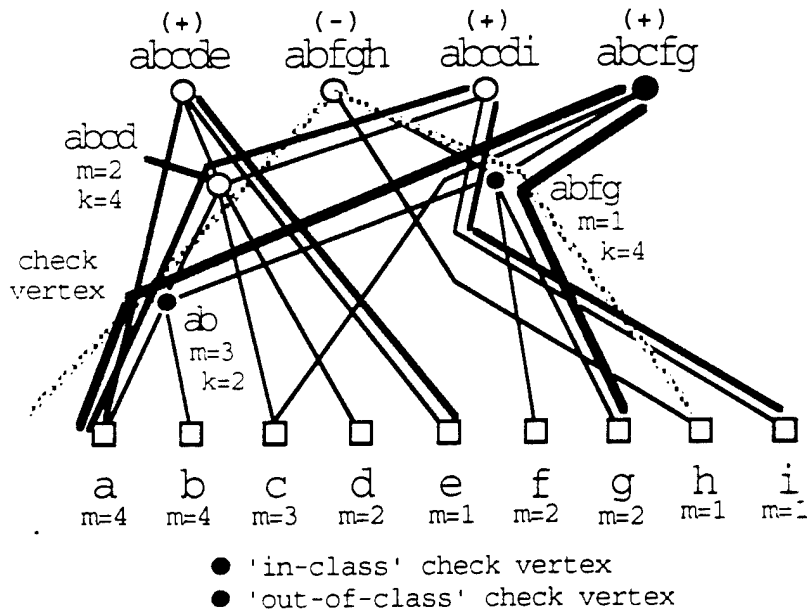 (+) (-) (+) (+)
abcde abfgh abcdi abcfg
abcd
m=2
k=4
abfg
m=1
k=4
check
vertex
ab
m=3
k=2
a b c d e f g h i
m=4 m=4 m=3 m=2 m=1 m=2 m=2 m=1 m=1
'in-class' check vertex
'out-of-class' check vertex